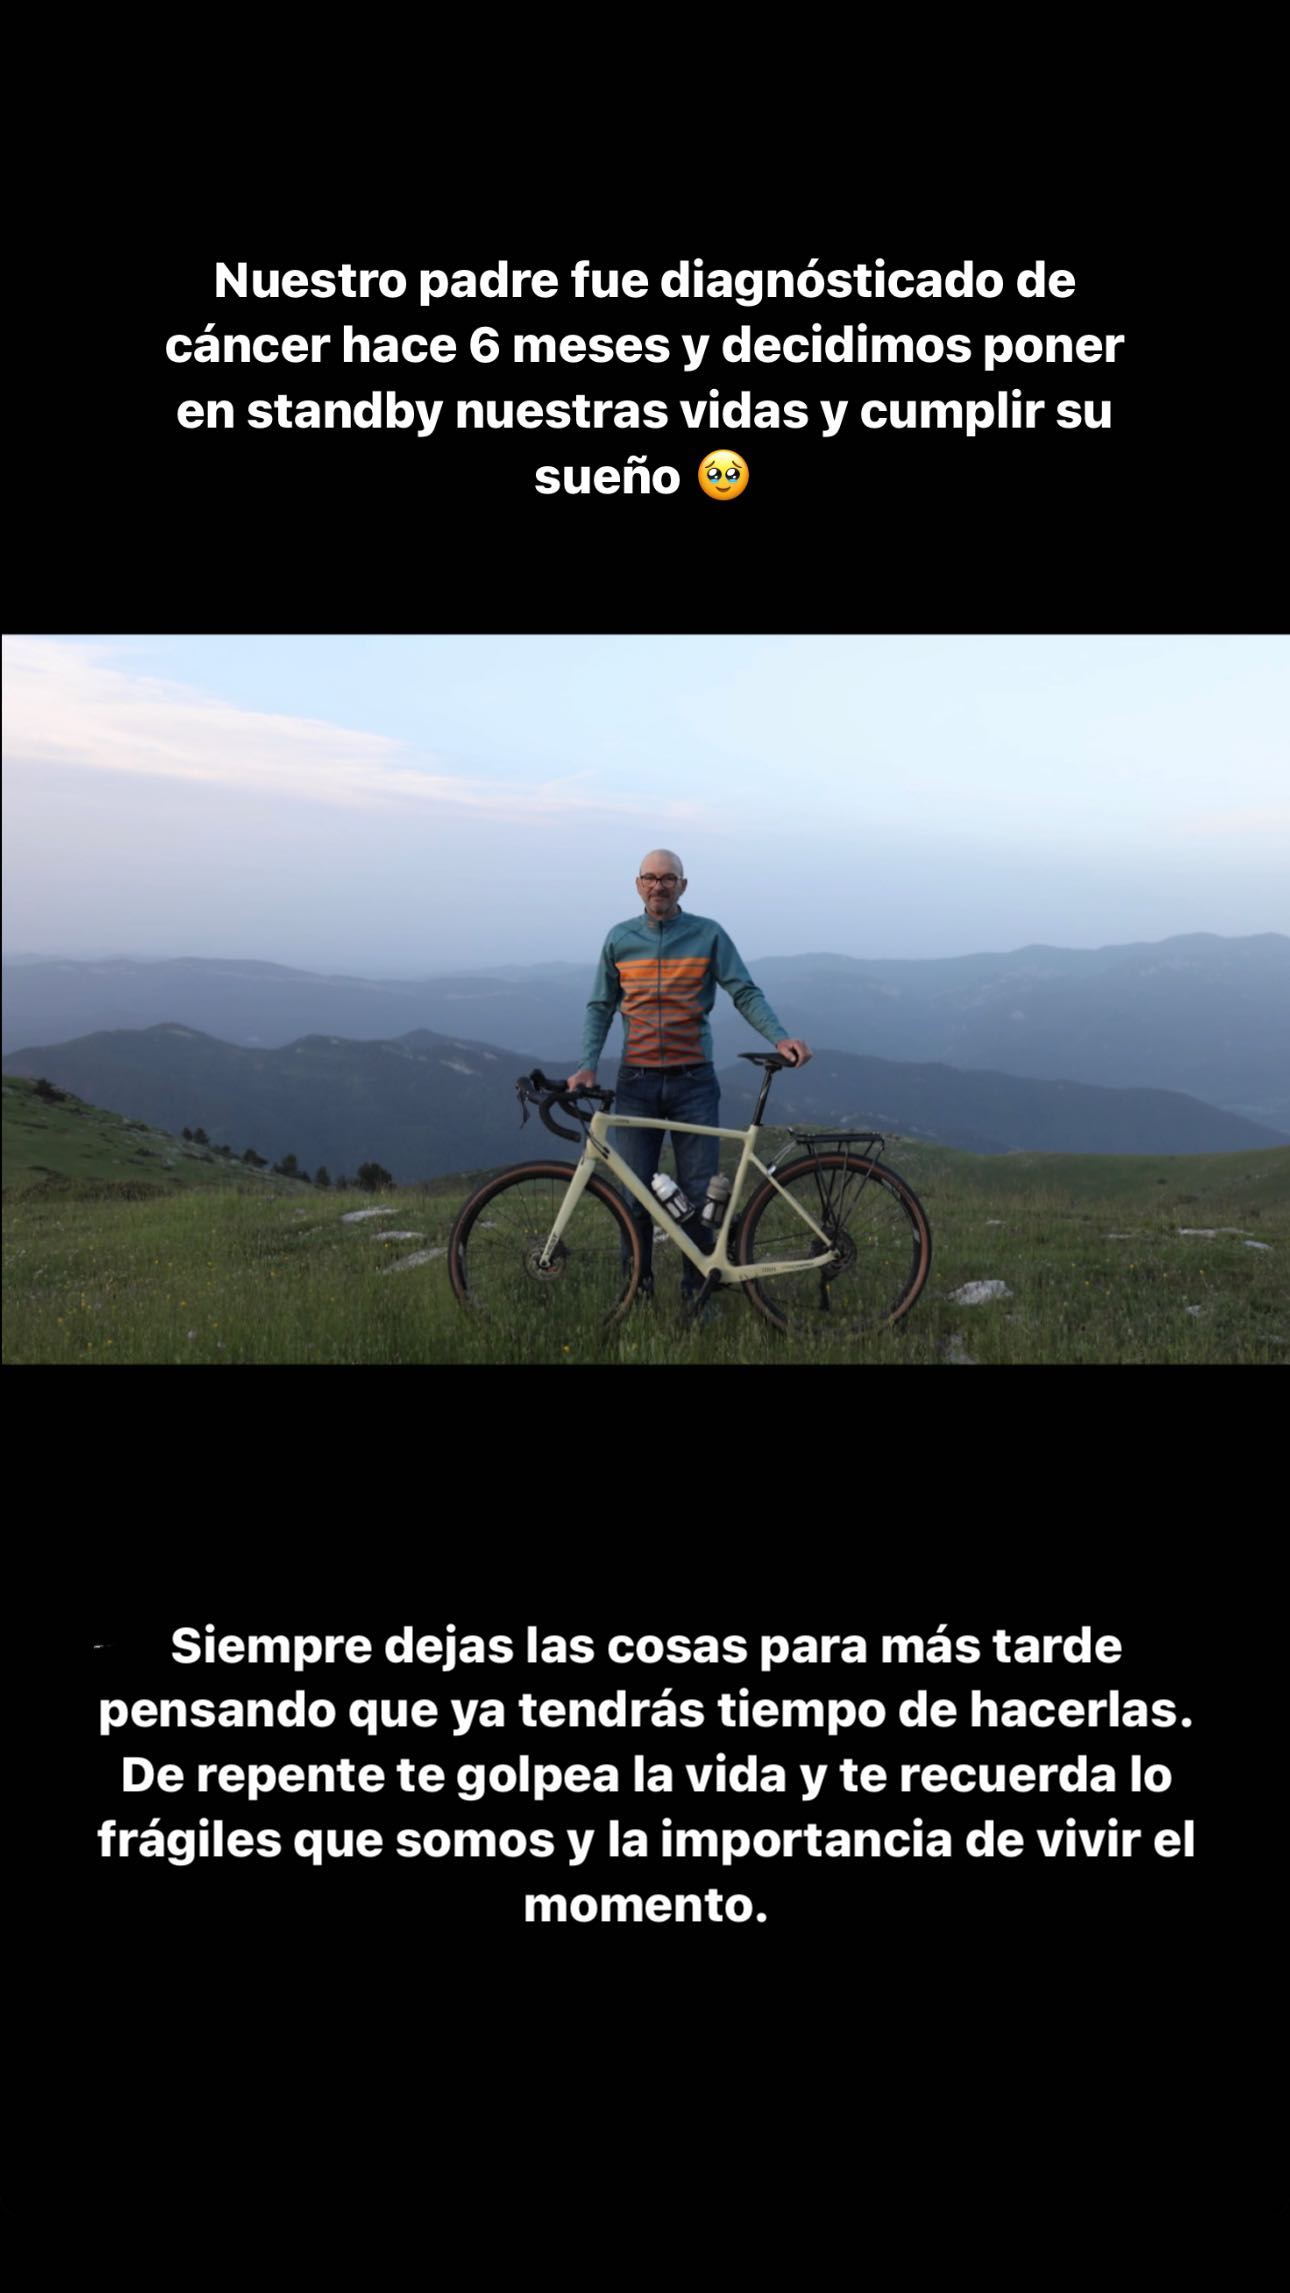 Nuestro padre fue diagnósticado de
cáncer hace 6 meses y decidimos poner
en standby nuestras vidas y cumplir su
sueño 🥹
Siempre dejas las cosas para más tarde
pensando que ya tendrás tiempo de hacerlas.
De repente te golpea la vida y te recuerda lo
frágiles que somos y la importancia de vivir el
momento.